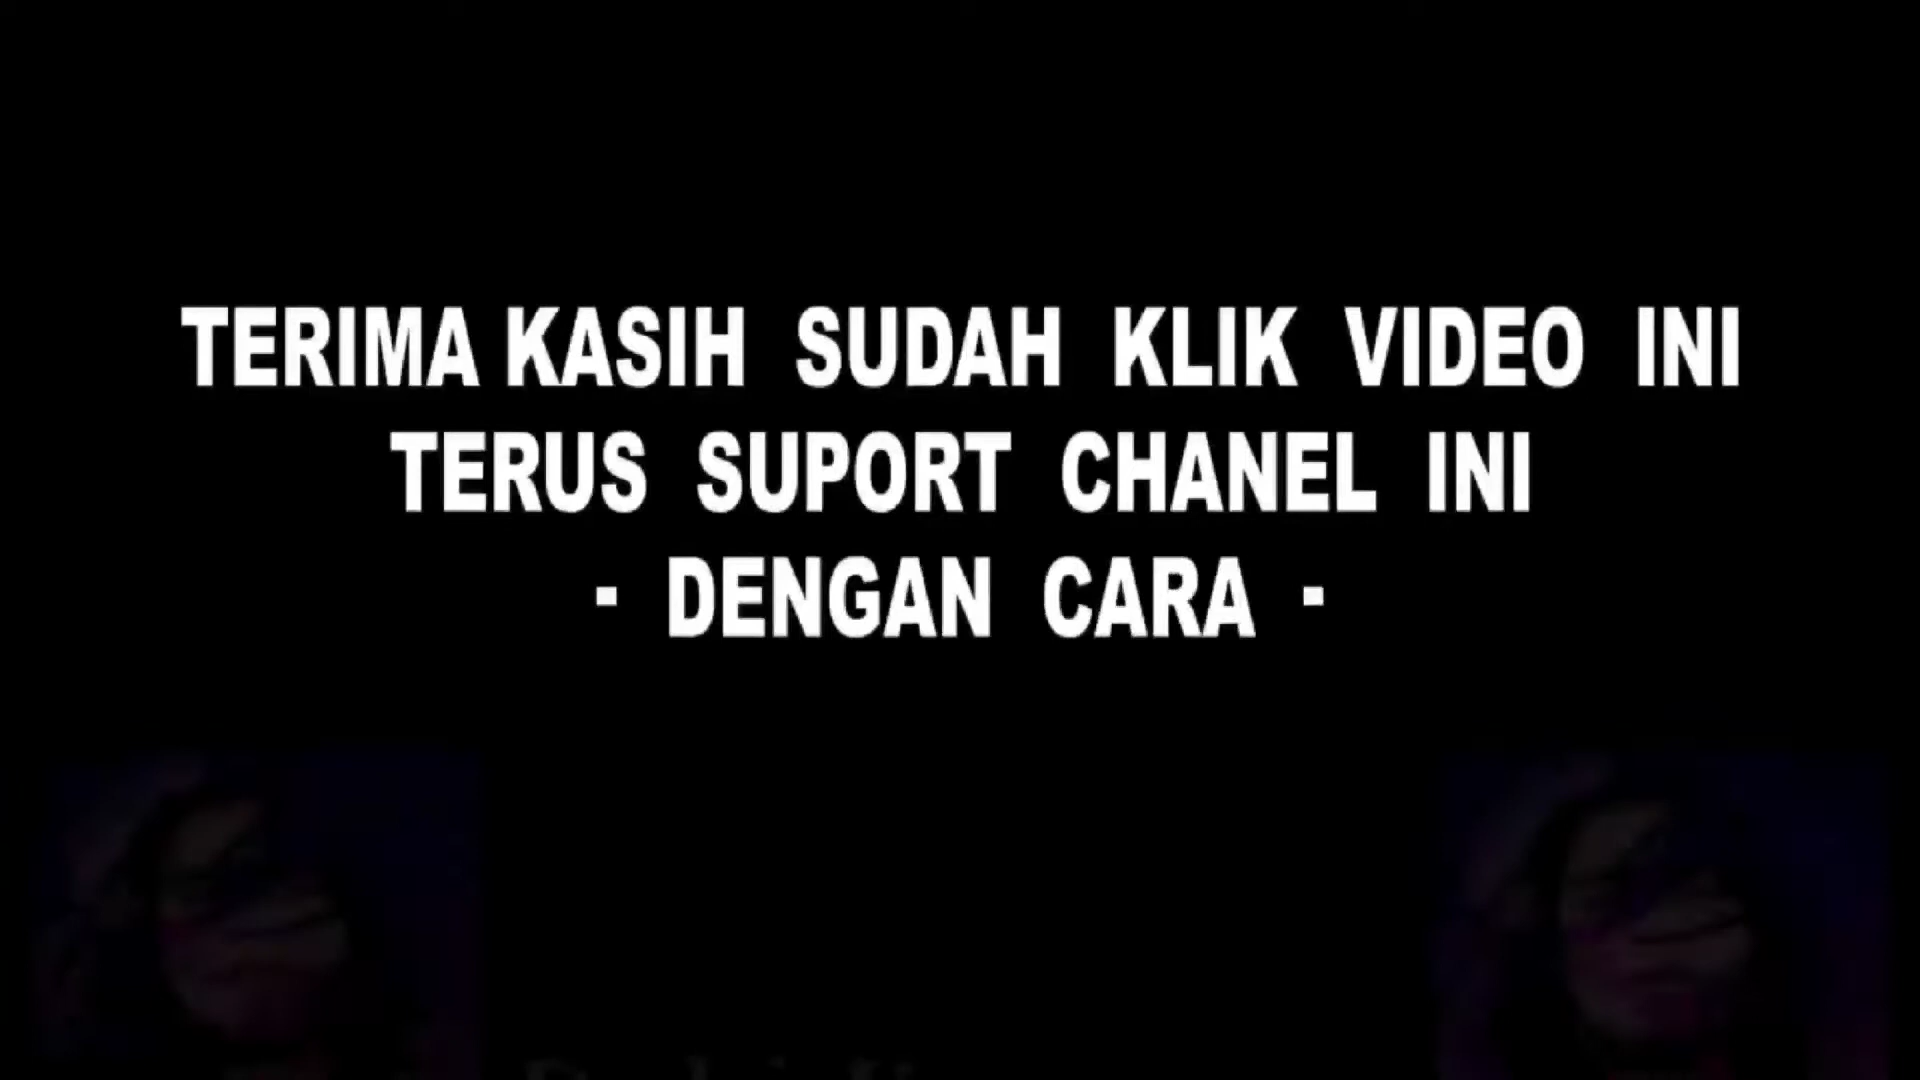 TERIMA KASIH SUDAH KLIK VIDEO INI
TERUS SUPORT CHANEL INI
- DENGAN CARA -